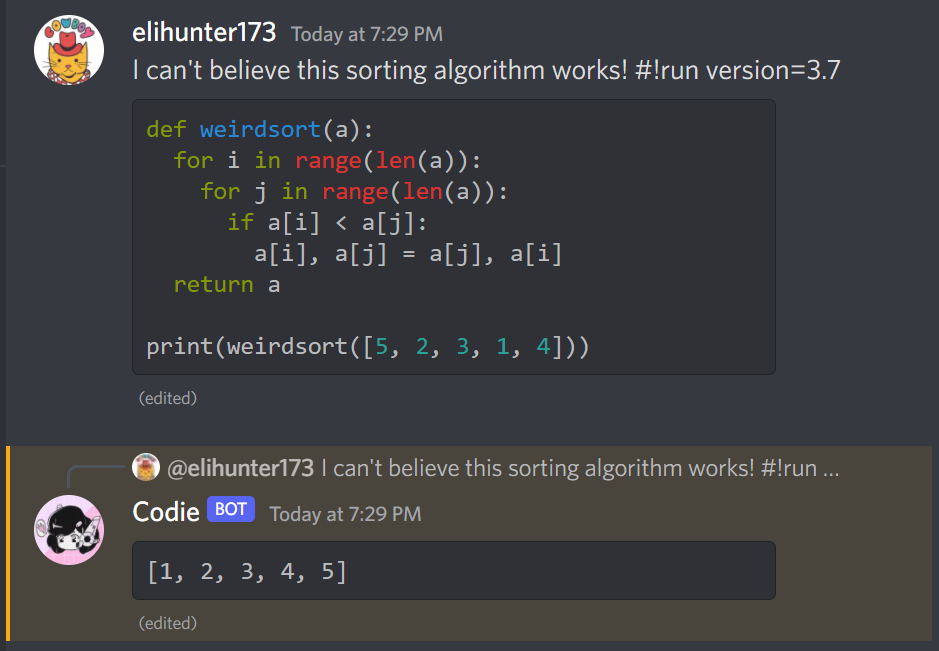 elihunter173 Today at 7:29 PM
I can't believe this sorting algorithm works! #!run version=3.7
def weirdsort(a):
  for i in range(len(a)):
    for j in range(len(a)):
      if a[i] < a[j]:
        a[i], a[j] = a[j], a[i]
  return a

print(weirdsort([5, 2, 3, 1, 4]))
(edited)
@elihunter173 I can't believe this sorting algorithm works! #!run ...
Codie BOT Today at 7:29 PM
[1, 2, 3, 4, 5]
(edited)